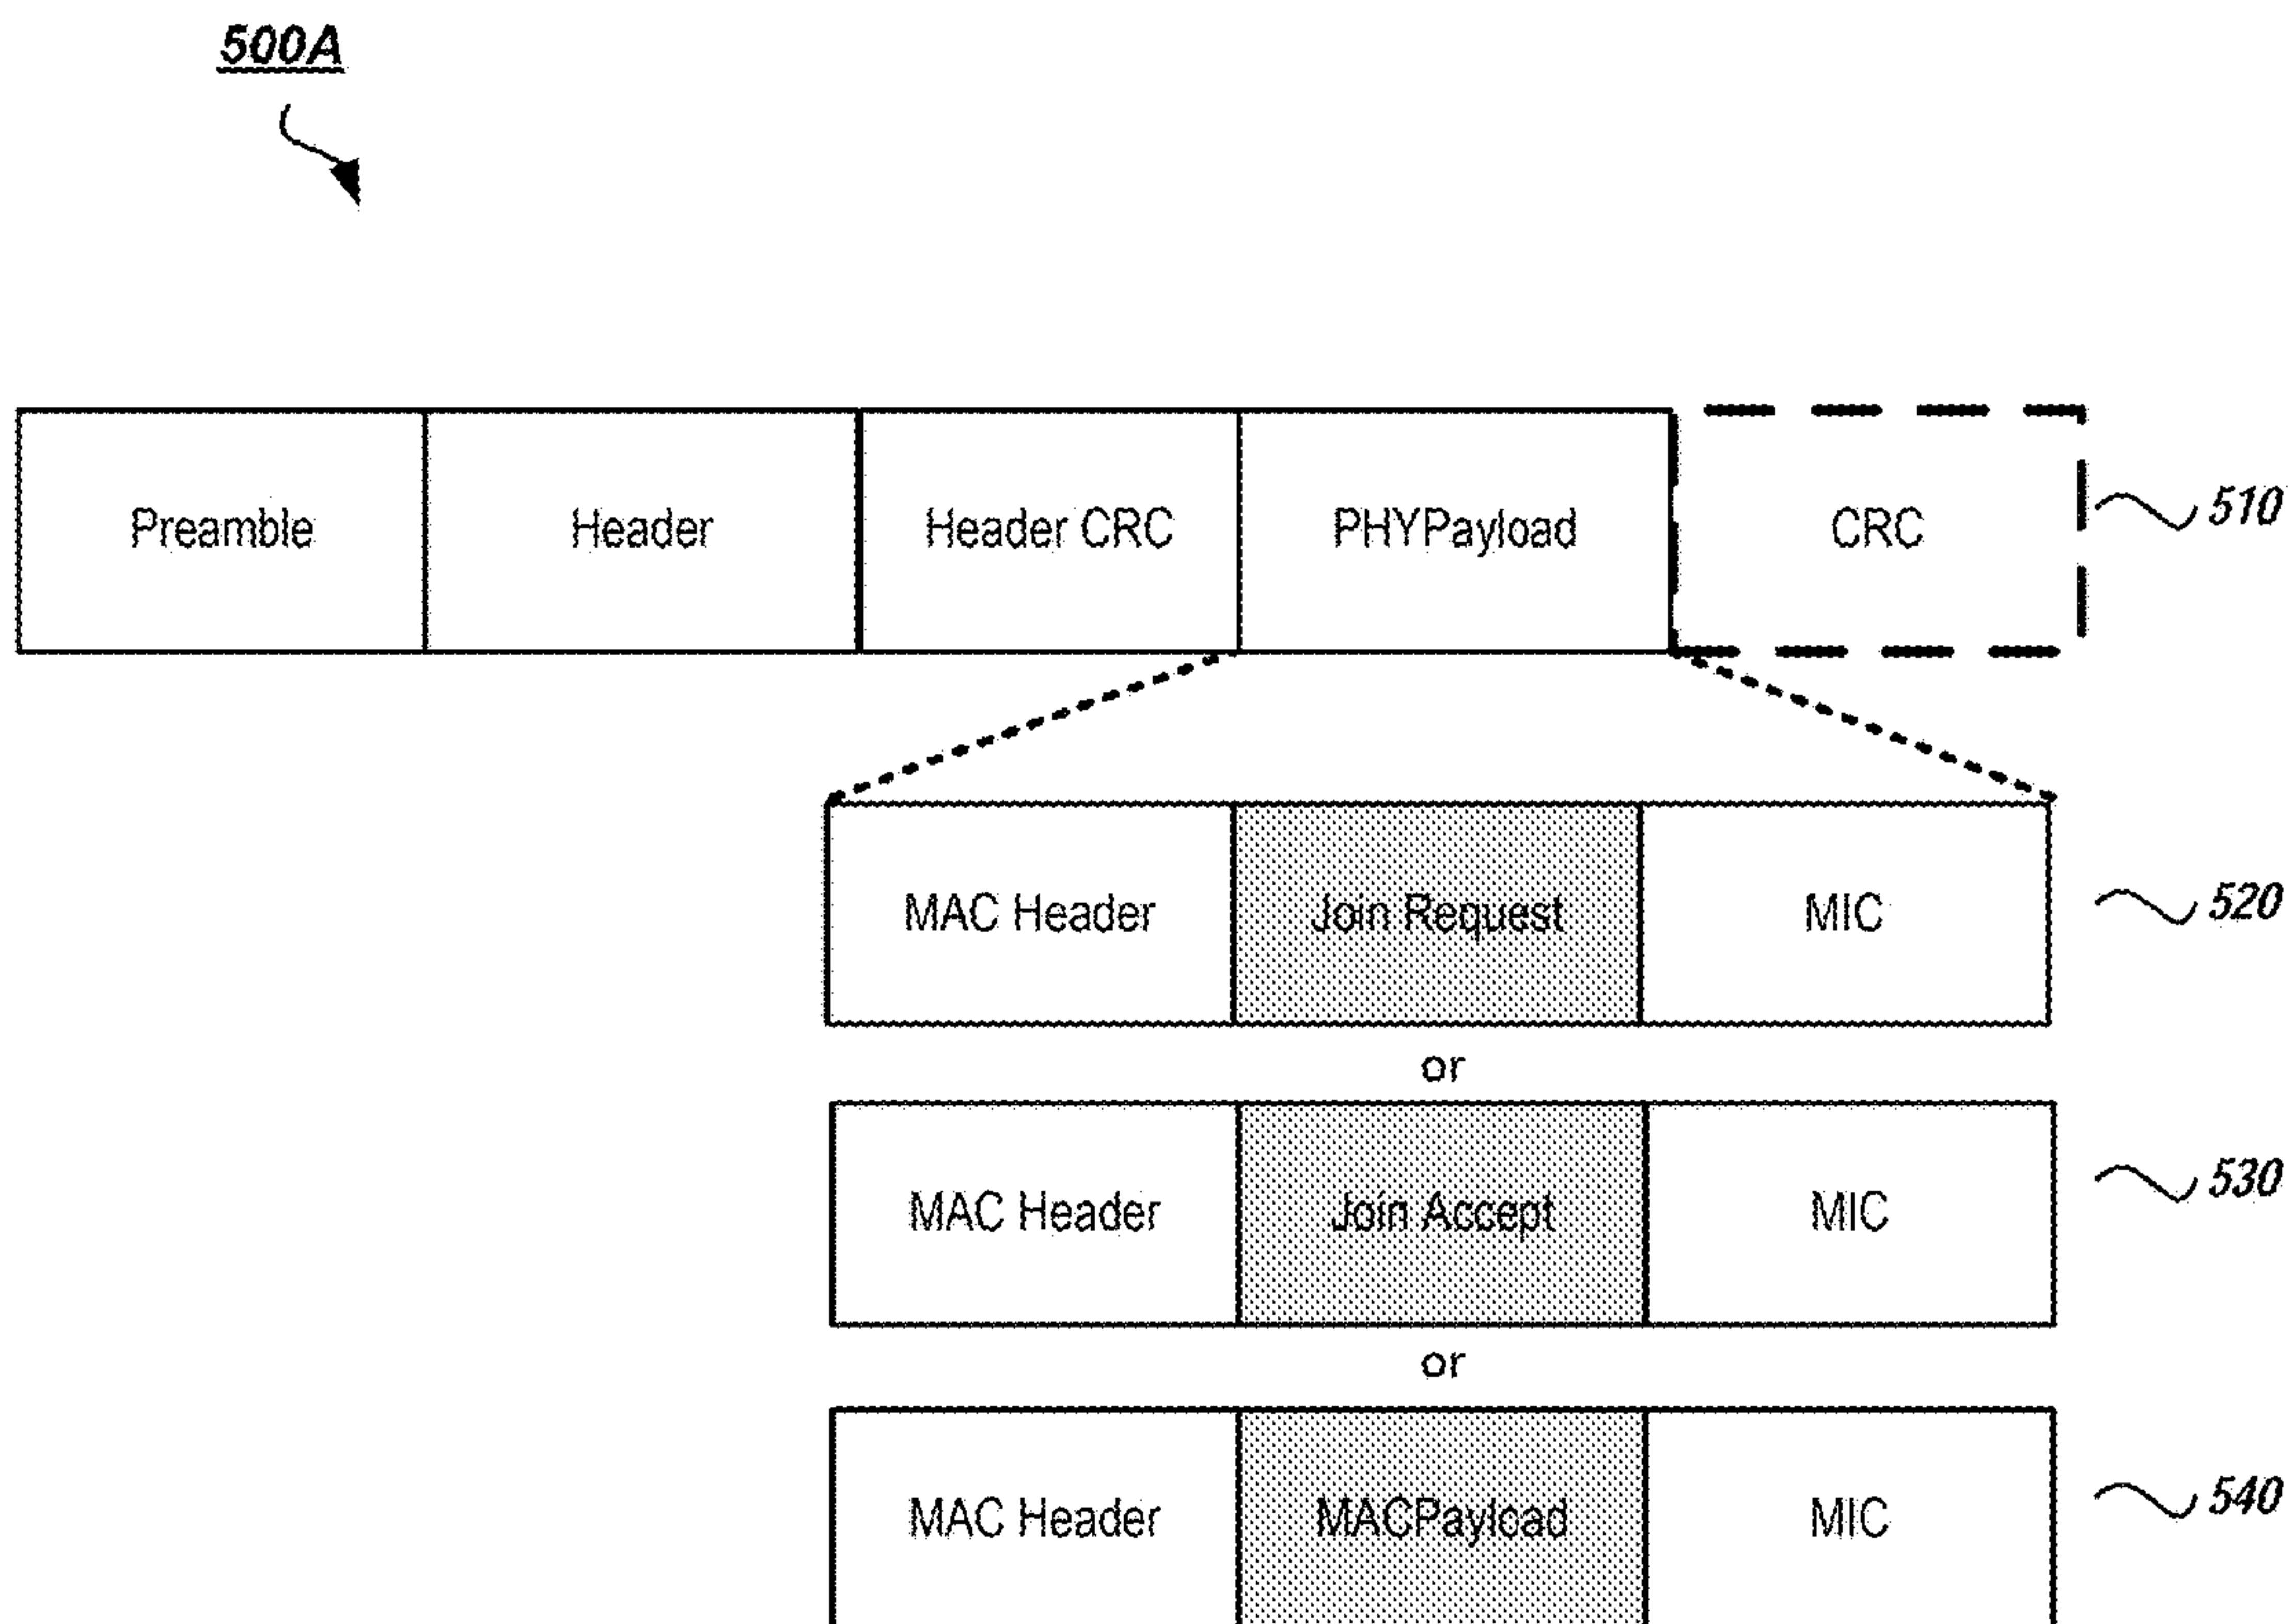 500A
Preamble Header Header CRC PHYPayload CRC 510
MAC Header Join Request MIC 520
or
MAC Header Join Accept MIC 530
or
MAC Header MACPayload MIC 540